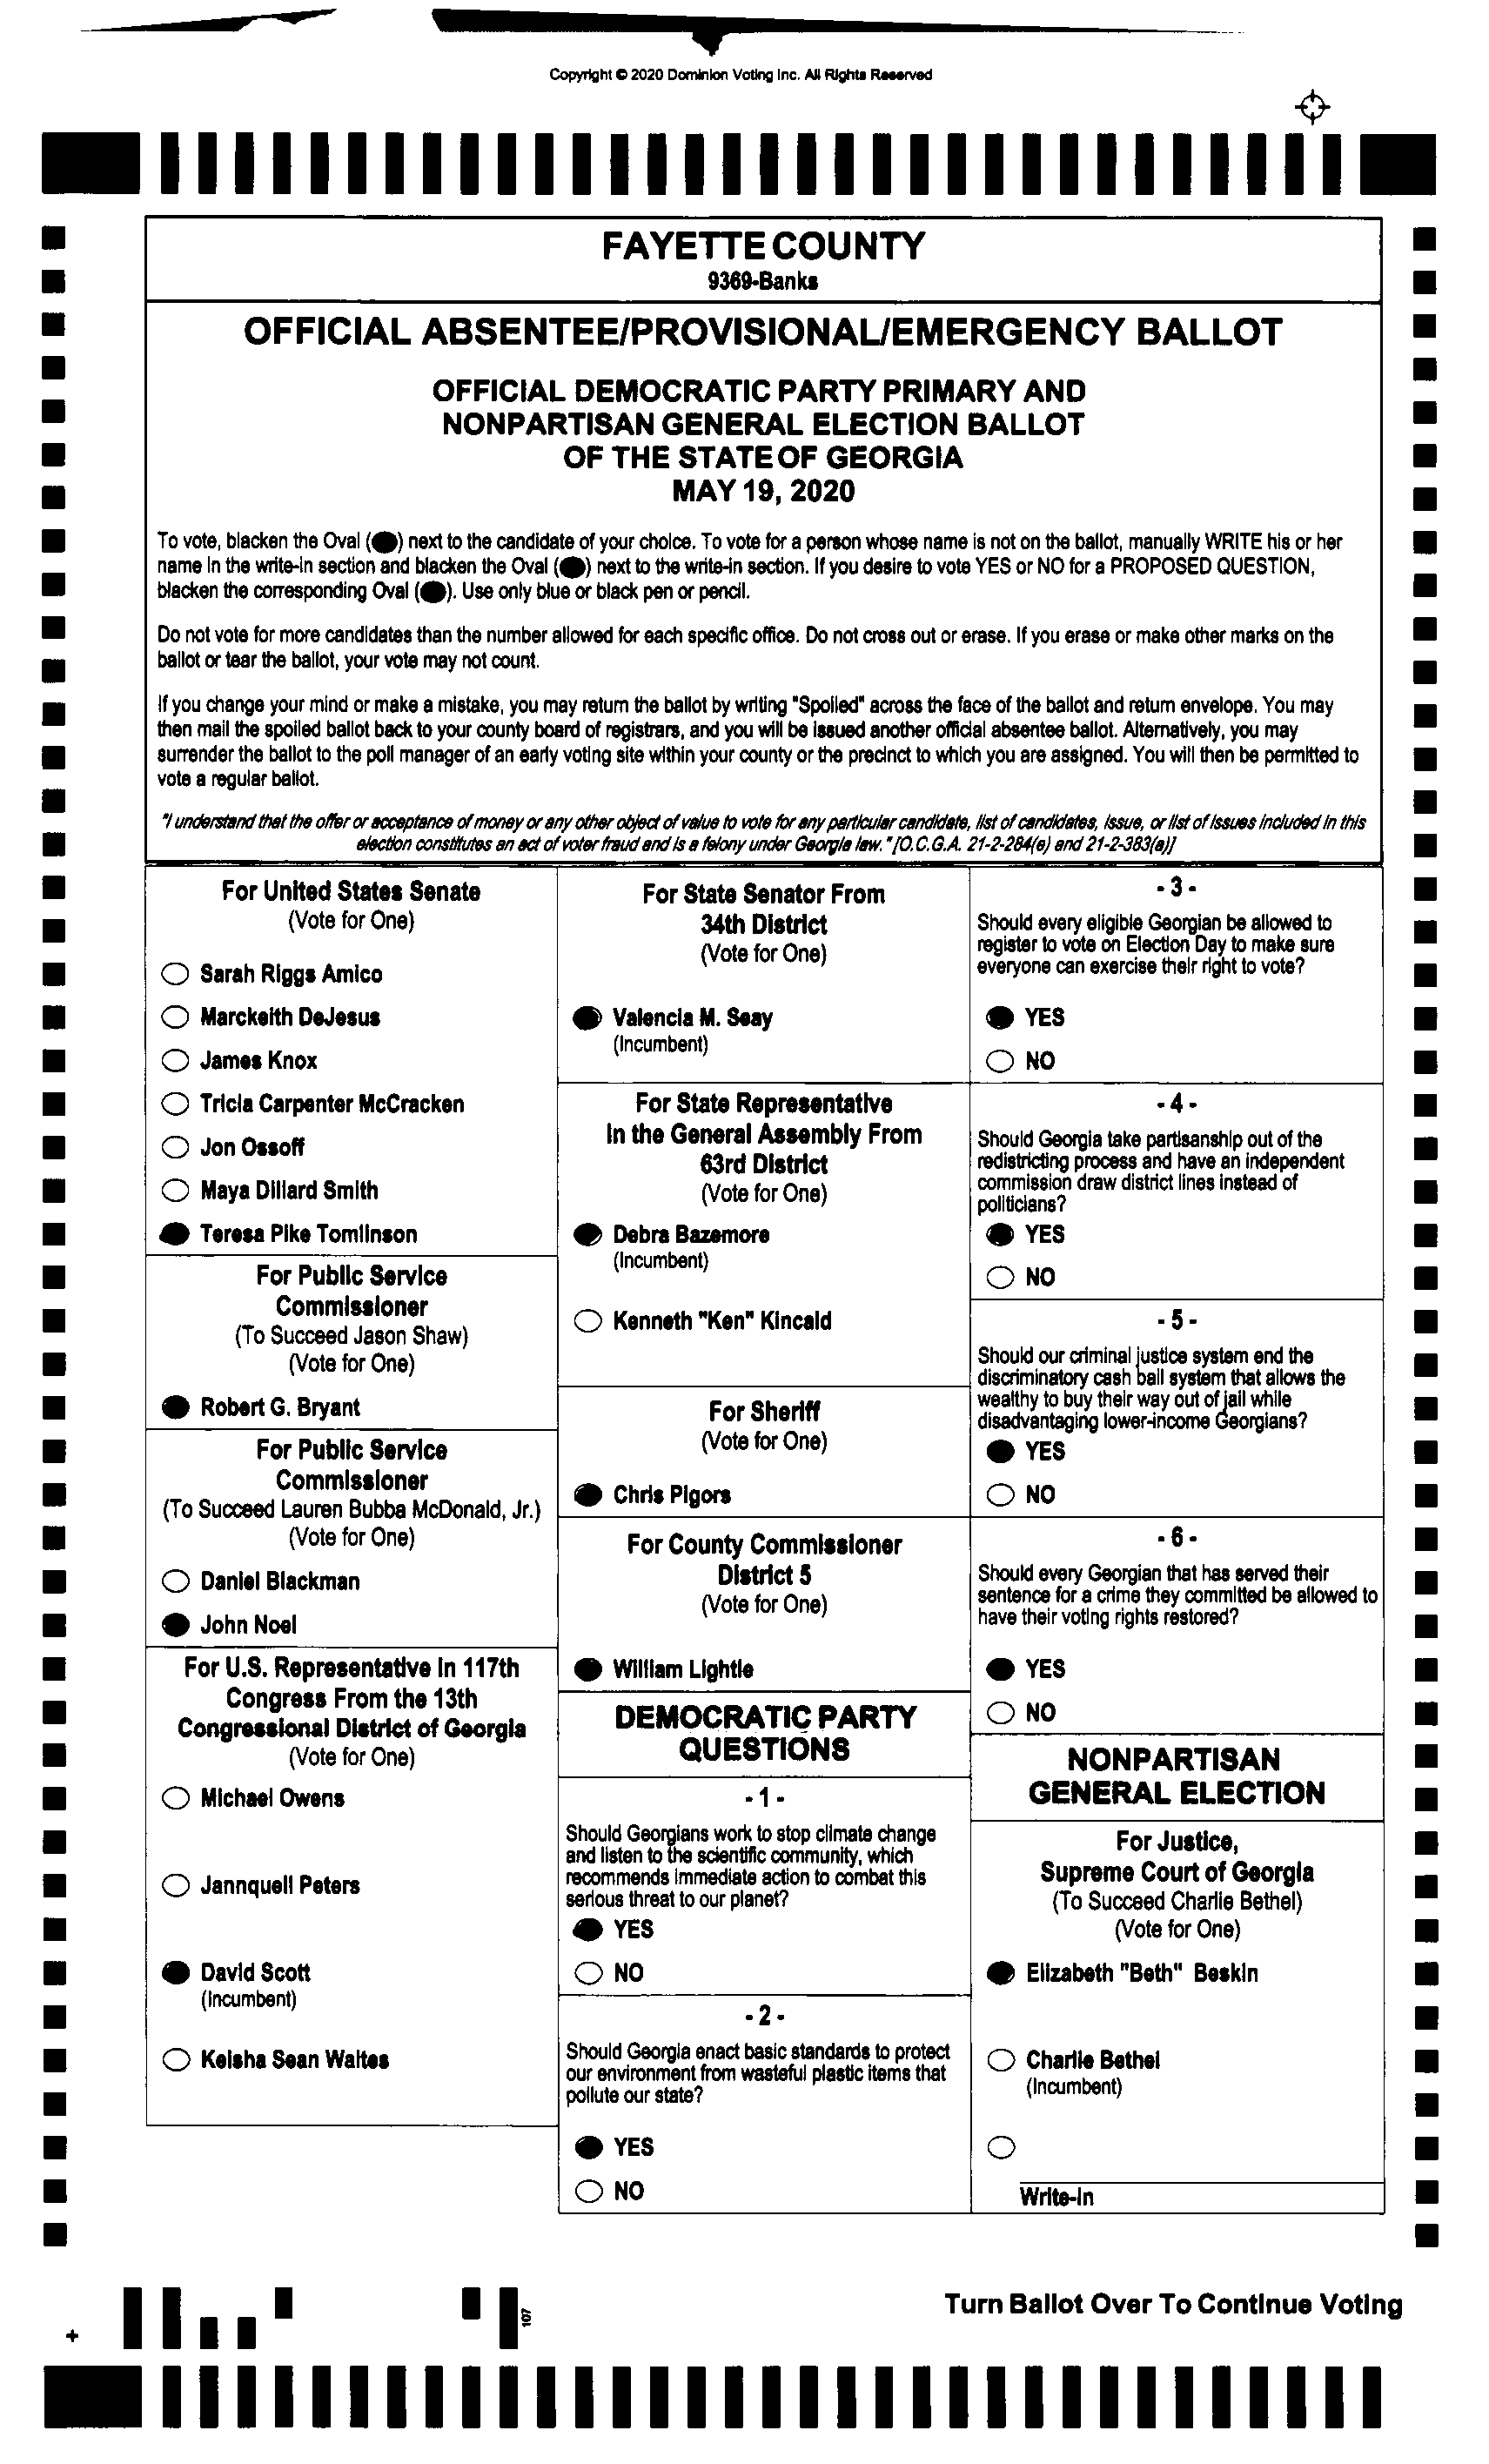 Copyright © 2020 Dominion Voting Inc. All Rights Reserved
FAYETTE COUNTY
9369-Banks
OFFICIAL ABSENTEE/PROVISIONAL/EMERGENCY BALLOT
OFFICIAL DEMOCRATIC PARTY PRIMARY AND
NONPARTISAN GENERAL ELECTION BALLOT
OF THE STATE OF GEORGIA
MAY 19, 2020
To vote, blacken the Oval (⬬) next to the candidate of your choice. To vote for a person whose name is not on the ballot, manually WRITE his or her
name in the write-in section and blacken the Oval (⬬) next to the write-in section. If you desire to vote YES or NO for a PROPOSED QUESTION,
blacken the corresponding Oval (⬬). Use only blue or black pen or pencil.
Do not vote for more candidates than the number allowed for each specific office. Do not cross out or erase. If you erase or make other marks on the
ballot or tear the ballot, your vote may not count.
If you change your mind or make a mistake, you may return the ballot by writing "Spoiled" across the face of the ballot and return envelope. You may
then mail the spoiled ballot back to your county board of registrars, and you will be issued another official absentee ballot. Alternatively, you may
surrender the ballot to the poll manager of an early voting site within your county or the precinct to which you are assigned. You will then be permitted to
vote a regular ballot.
"I understand that the offer or acceptance of money or any other object of value to vote for any particular candidate, list of candidates, issue, or list of issues included in this
election constitutes an act of voter fraud and is a felony under Georgia law." [O.C.G.A. 21-2-284(e) and 21-2-383(a)]
For United States Senate
(Vote for One)
Sarah Riggs Amico
Marckeith DeJesus
James Knox
Tricia Carpenter McCracken
Jon Ossoff
Maya Dillard Smith
Teresa Pike Tomlinson
For Public Service
Commissioner
(To Succeed Jason Shaw)
(Vote for One)
Robert G. Bryant
For Public Service
Commissioner
(To Succeed Lauren Bubba McDonald, Jr.)
(Vote for One)
Daniel Blackman
John Noel
For U.S. Representative in 117th
Congress From the 13th
Congressional District of Georgia
(Vote for One)
Michael Owens
Jannquell Peters
David Scott
(Incumbent)
Keisha Sean Waites
For State Senator From
34th District
(Vote for One)
Valencia M. Seay
(Incumbent)
For State Representative
In the General Assembly From
63rd District
(Vote for One)
Debra Bazemore
(Incumbent)
Kenneth "Ken" Kincaid
For Sheriff
(Vote for One)
Chris Pigors
For County Commissioner
District 5
(Vote for One)
William Lightle
DEMOCRATIC PARTY
QUESTIONS
- 1 -
Should Georgians work to stop climate change
and listen to the scientific community, which
recommends immediate action to combat this
serious threat to our planet?
YES
NO
- 2 -
Should Georgia enact basic standards to protect
our environment from wasteful plastic items that
pollute our state?
YES
NO
- 3 -
Should every eligible Georgian be allowed to
register to vote on Election Day to make sure
everyone can exercise their right to vote?
YES
NO
- 4 -
Should Georgia take partisanship out of the
redistricting process and have an independent
commission draw district lines instead of
politicians?
YES
NO
- 5 -
Should our criminal justice system end the
discriminatory cash bail system that allows the
wealthy to buy their way out of jail while
disadvantaging lower-income Georgians?
YES
NO
- 6 -
Should every Georgian that has served their
sentence for a crime they committed be allowed to
have their voting rights restored?
YES
NO
NONPARTISAN
GENERAL ELECTION
For Justice,
Supreme Court of Georgia
(To Succeed Charlie Bethel)
(Vote for One)
Elizabeth "Beth" Beskin
Charlie Bethel
(Incumbent)
Write-in
Turn Ballot Over To Continue Voting
107